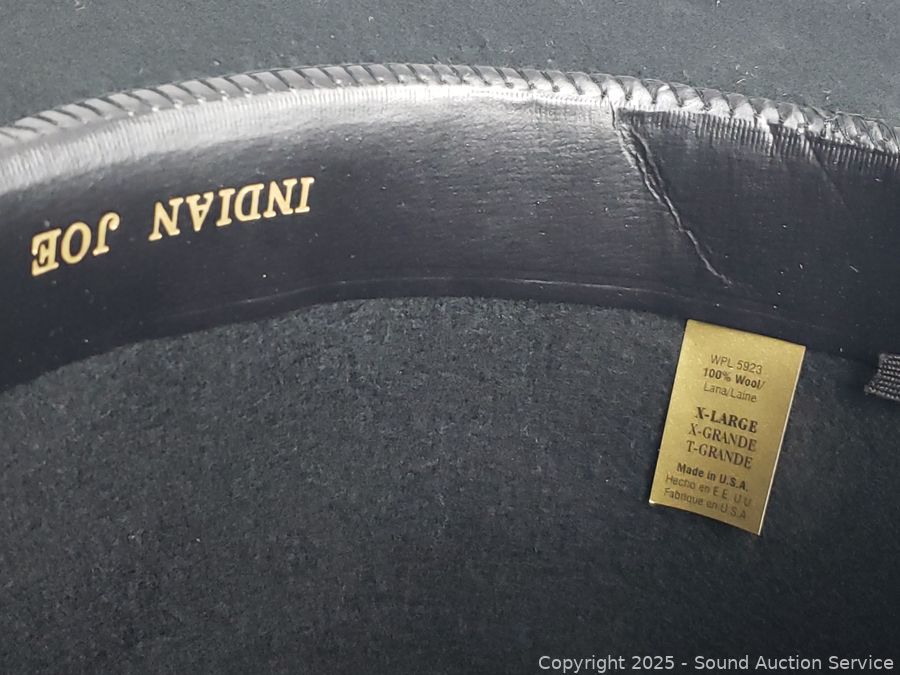 INDIAN JOE
WPL 5923
100% Wool/
Lana/Laine
X-LARGE
X-GRANDE
T-GRANDE
Made in U.S.A.
Hecho en E.E. U.U
Fabrique en U.S.A
Copyright © 2025 - Sound Auction Service